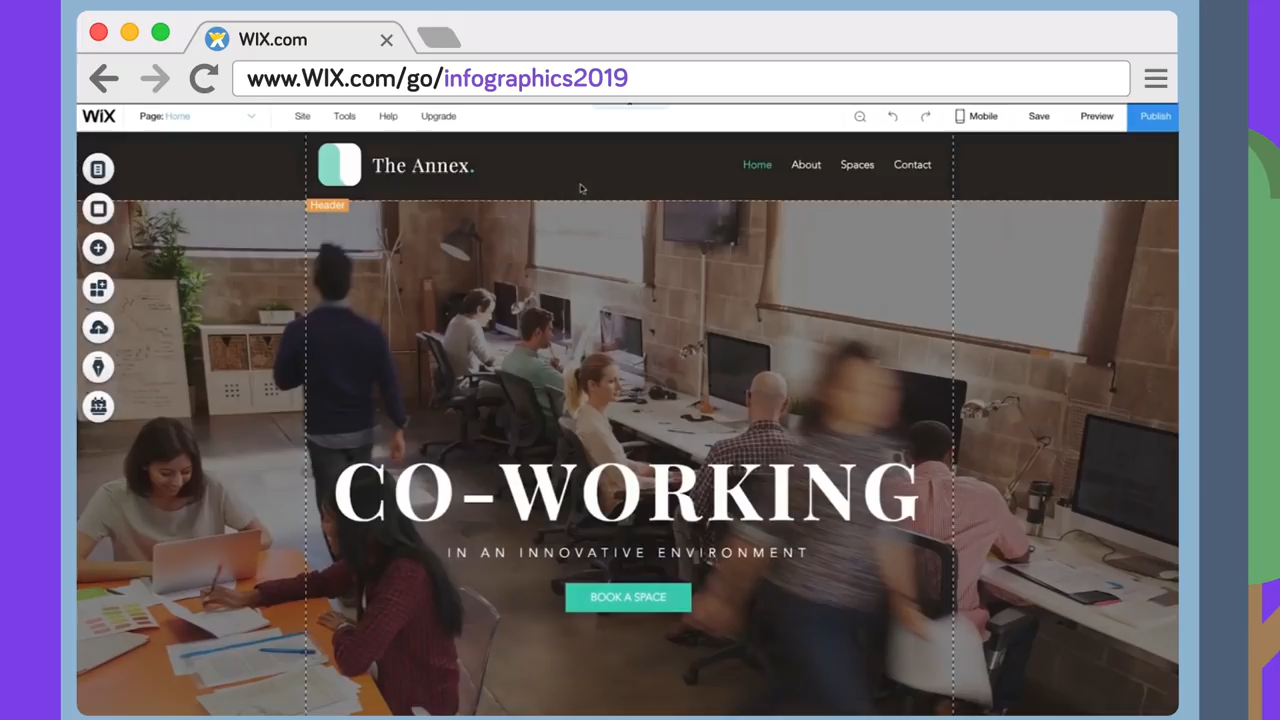 WIX.com
www.WIX.com/go/infographics2019
WiX Page: Home Site Tools Help Upgrade Mobile Save Preview Publish
The Annex. Home About Spaces Contact
Header
CO-WORKING
IN AN INNOVATIVE ENVIRONMENT
BOOK A SPACE